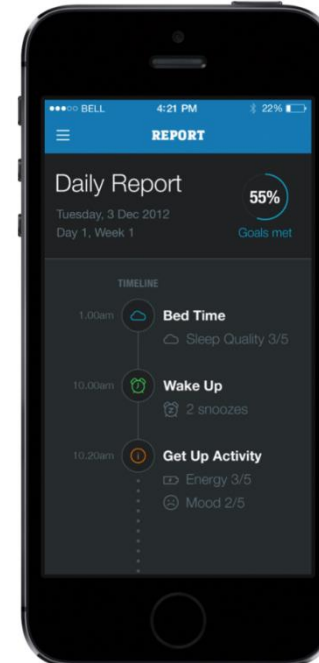 BELL 4:21 PM 22%
REPORT
Daily Report
55%
Tuesday, 3 Dec 2012
Day 1, Week 1
Goals met
TIMELINE
1.00am Bed Time
Sleep Quality 3/5
10.00am Wake Up
2 snoozes
10.20am Get Up Activity
Energy 3/5
Mood 2/5